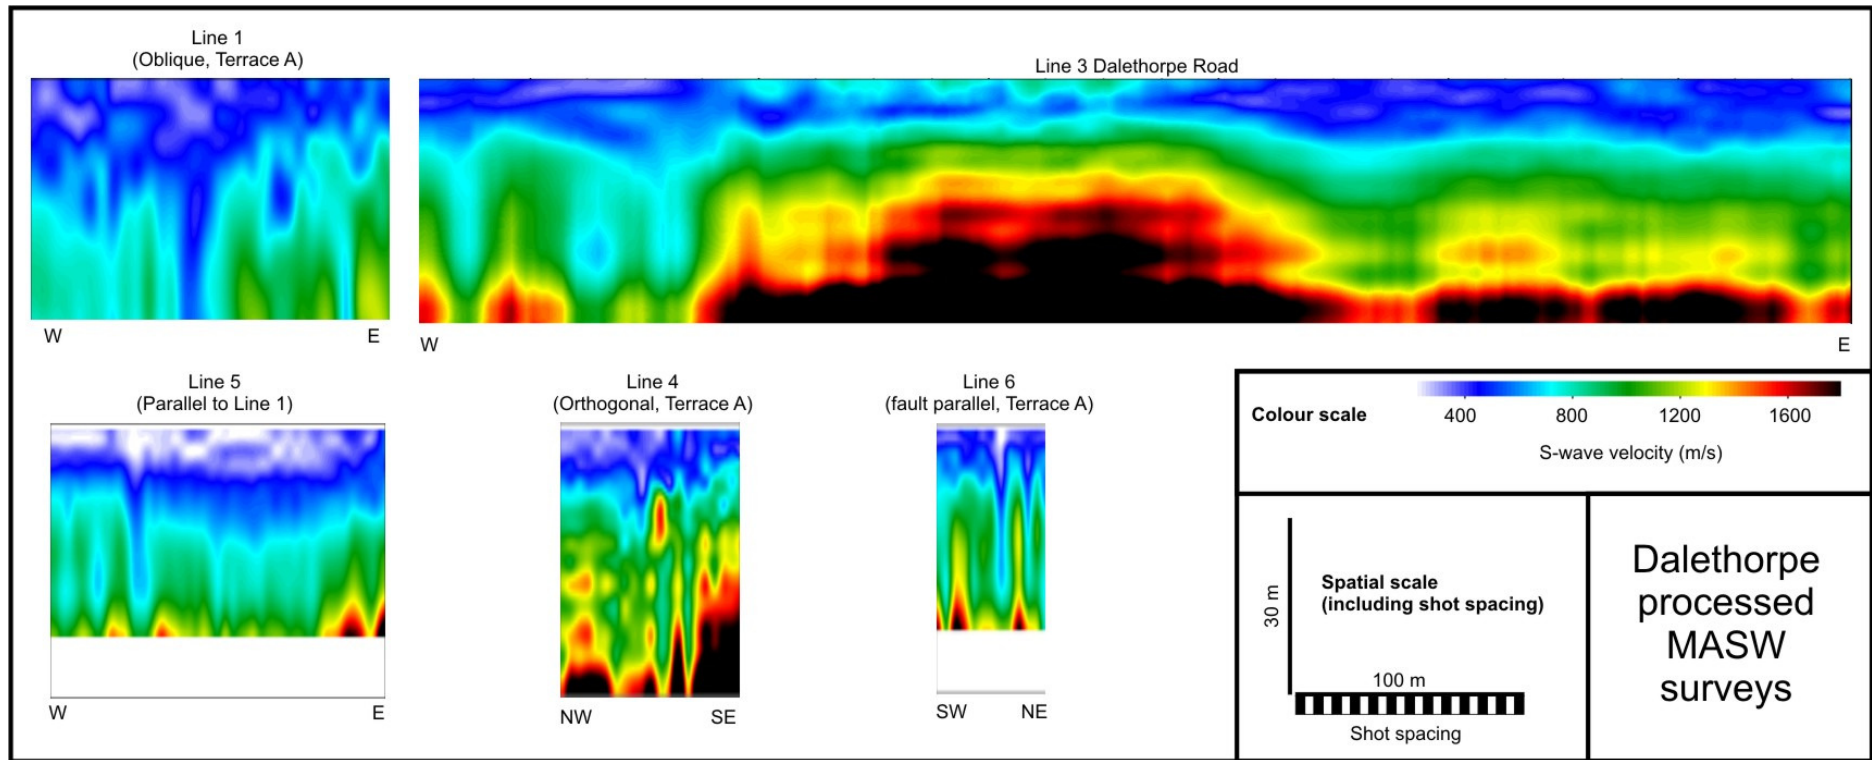 Line 1
(Oblique, Terrace A)
Line 3 Dalethorpe Road
W
E
W
E
Line 5
(Parallel to Line 1)
Line 4
(Orthogonal, Terrace A)
Line 6
(fault parallel, Terrace A)
W
E
NW
SE
SW
NE
Colour scale
400
800
1200
1600
S-wave velocity (m/s)
30 m
Spatial scale
(including shot spacing)
100 m
Shot spacing
Dalethorpe
processed
MASW
surveys